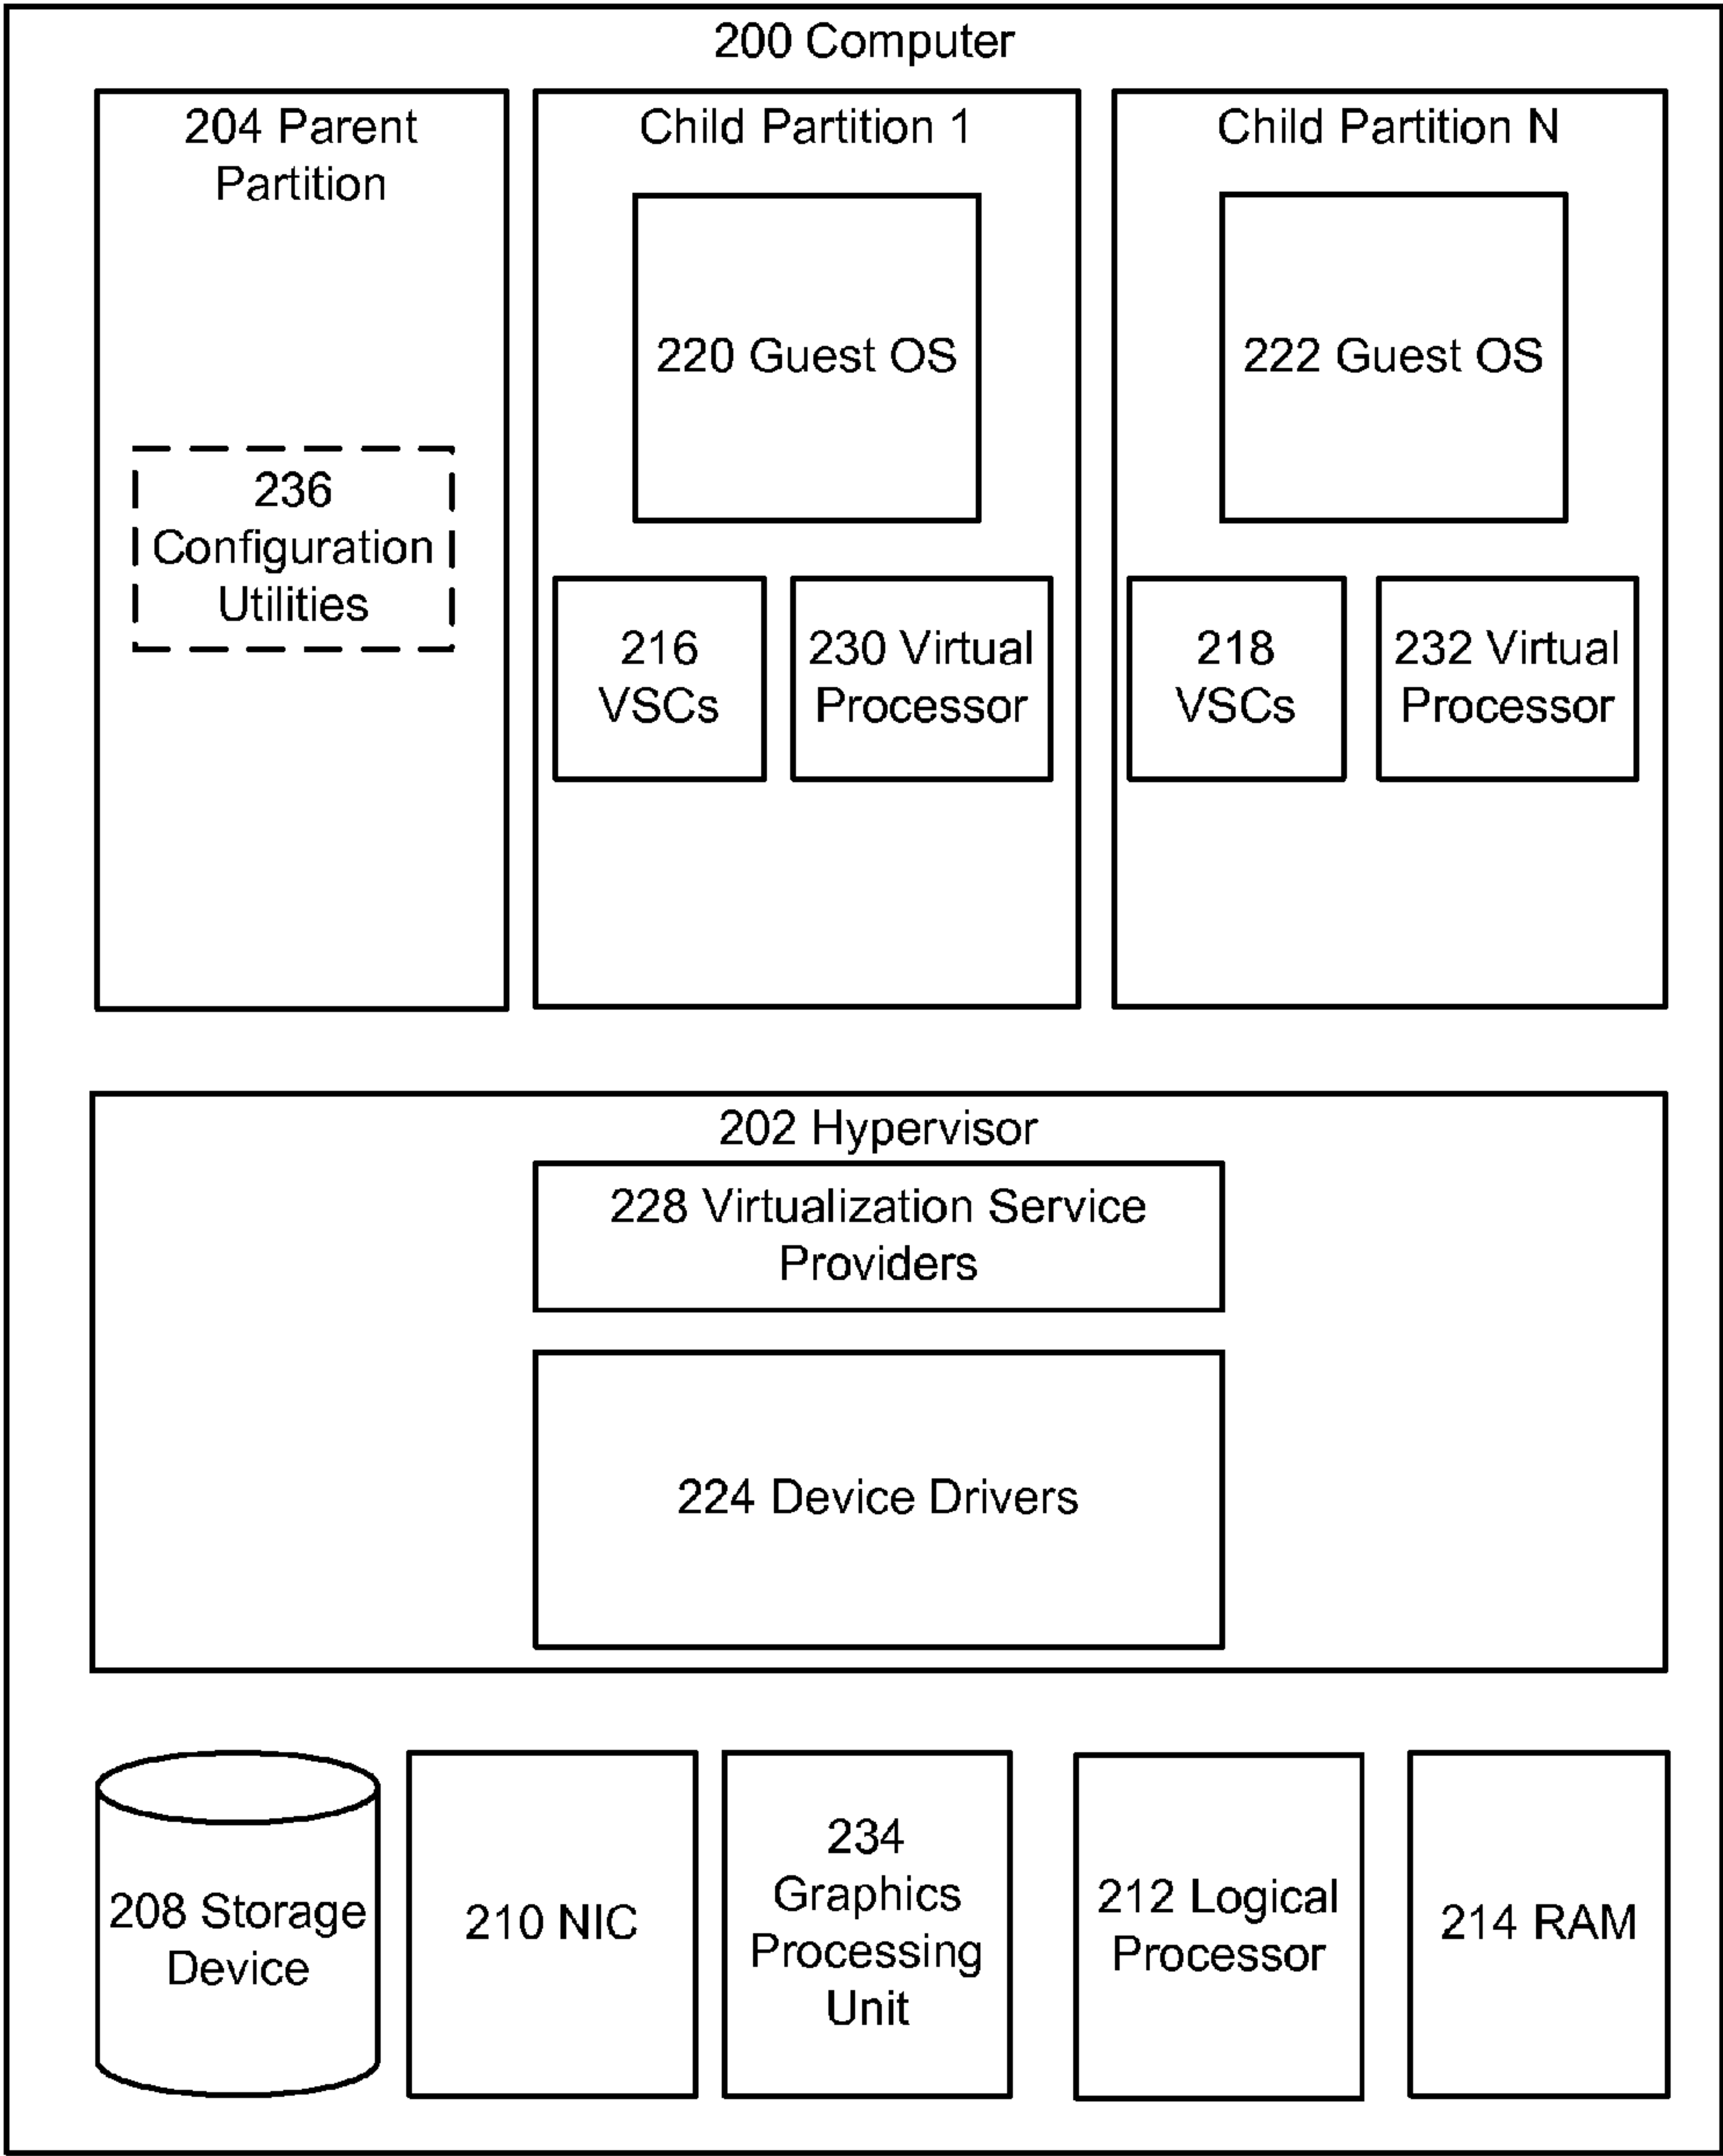 200 Computer
204 Parent
Partition
236
Configuration
Utilities
Child Partition 1
220 Guest OS
216
VSCs
230 Virtual
Processor
Child Partition N
222 Guest OS
218
VSCs
232 Virtual
Processor
202 Hypervisor
228 Virtualization Service
Providers
224 Device Drivers
208 Storage
Device
210 NIC
234
Graphics
Processing
Unit
212 Logical
Processor
214 RAM